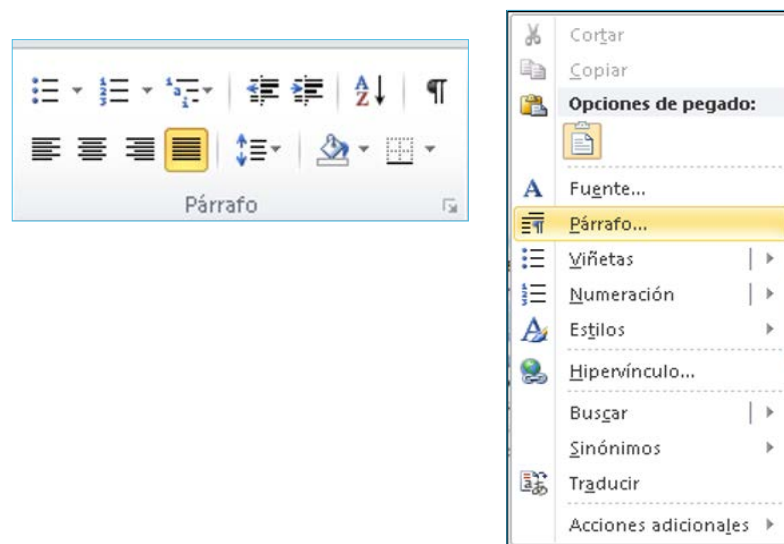 Párrafo
Cortar
Copiar
Opciones de pegado:
Fuente...
Párrafo...
Viñetas
Numeración
Estilos
Hipervínculo...
Buscar
Sinónimos
Traducir
Acciones adicionales